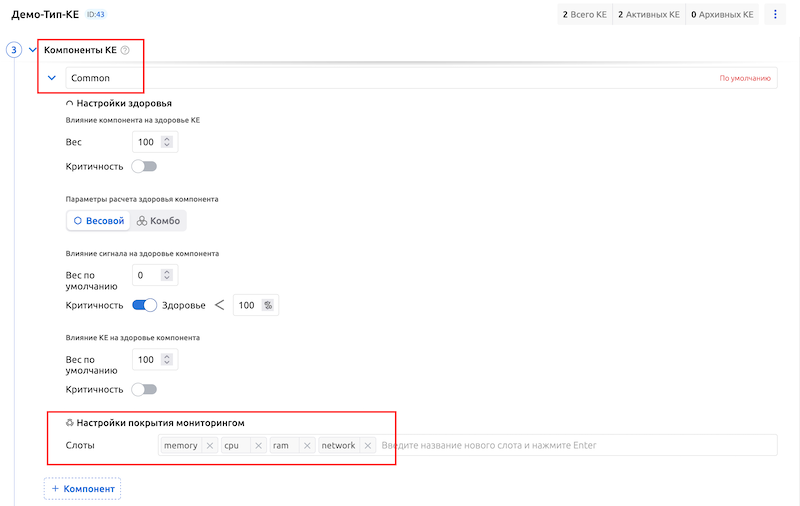 Демо-Тип-КЕ ID:43 2 Всего КЕ 2 Активных КЕ 0 Архивных КЕ
3 Компоненты КЕ ?
Common По умолчанию
Настройки здоровья
Влияние компонента на здоровье КЕ
Вес 100
Критичность
Параметры расчета здоровья компонента
Весовой Комбо
Влияние сигнала на здоровье компонента
Вес по
умолчанию 0
Критичность Здоровье < 100 %
Влияние КЕ на здоровье компонента
Вес по
умолчанию 100
Критичность
Настройки покрытия мониторингом
Слоты memory cpu ram network Введите название нового слота и нажмите Enter
+ Компонент